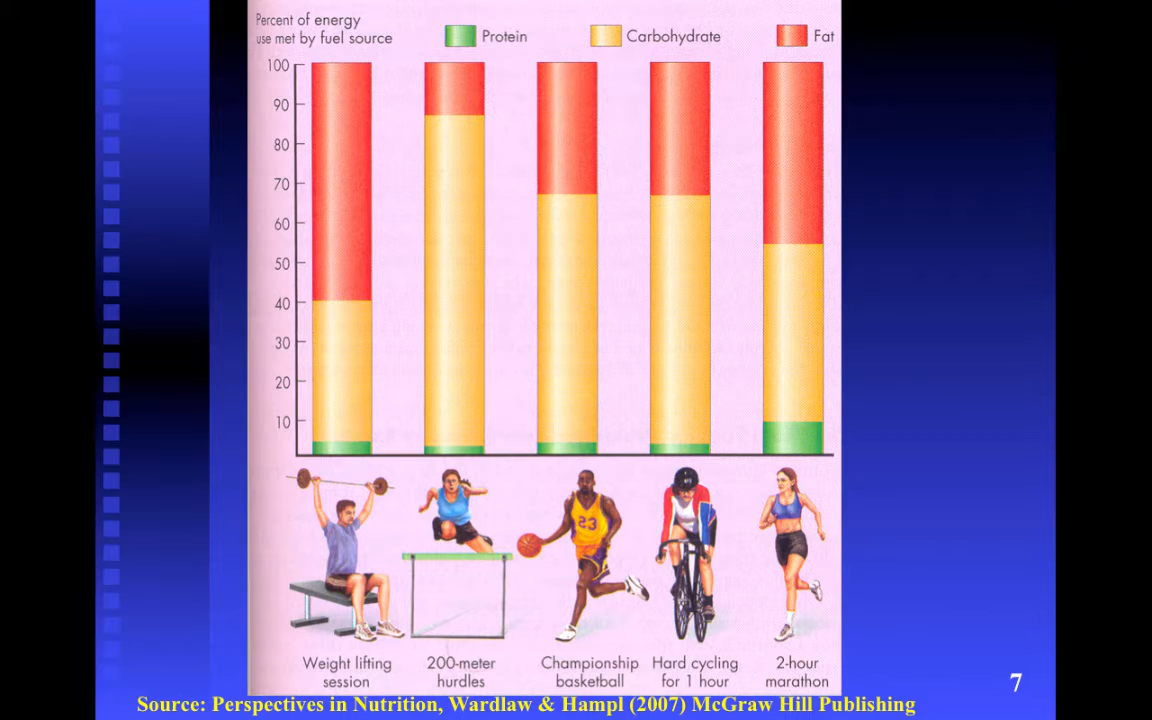 Percent of energy
use met by fuel source
Protein
Carbohydrate
Fat
100
90
80
70
60
50
40
30
20
10
23
Weight lifting
session
200-meter
hurdles
Championship
basketball
Hard cycling
for 1 hour
2-hour
marathon
7
Source: Perspectives in Nutrition, Wardlaw & Hampl (2007) McGraw Hill Publishing